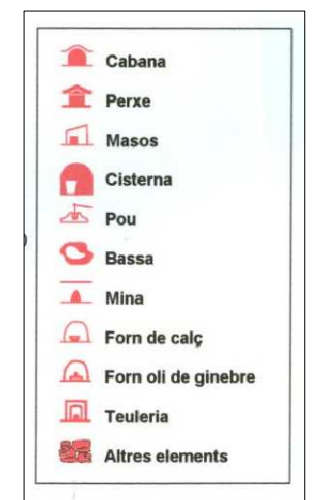 Cabana
Perxe
Masos
Cisterna
Pou
Bassa
Mina
Forn de calç
Forn oli de ginebre
Teuleria
Altres elements